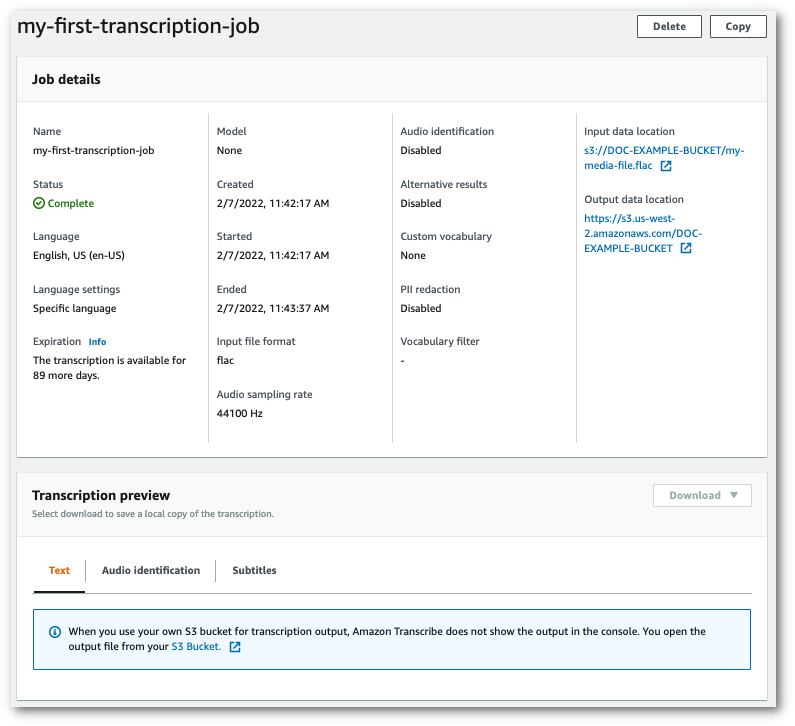 my-first-transcription-job
Delete
Copy
Job details
Name
my-first-transcription-job
Status
Complete
Language
English, US (en-US)
Language settings
Specific language
Expiration Info
The transcription is available for
89 more days.
Model
None
Created
2/7/2022, 11:42:17 AM
Started
2/7/2022, 11:42:17 AM
Ended
2/7/2022, 11:43:37 AM
Input file format
flac
Audio sampling rate
44100 Hz
Audio identification
Disabled
Alternative results
Disabled
Custom vocabulary
None
PII redaction
Disabled
Vocabulary filter
-
Input data location
s3://DOC-EXAMPLE-BUCKET/my-
media-file.flac
Output data location
https://s3.us-west-
2.amazonaws.com/DOC-
EXAMPLE-BUCKET
Transcription preview
Select download to save a local copy of the transcription.
Download
Text
Audio identification
Subtitles
When you use your own S3 bucket for transcription output, Amazon Transcribe does not show the output in the console. You open the
output file from your S3 Bucket.